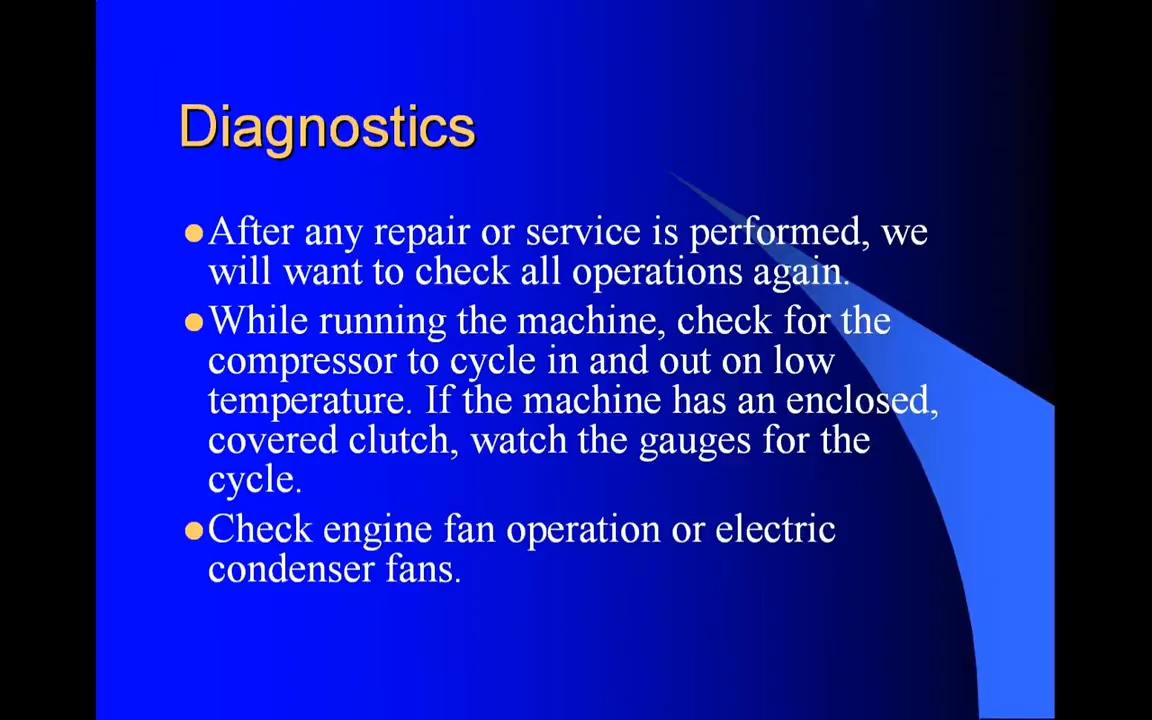 Diagnostics
After any repair or service is performed, we
will want to check all operations again.
While running the machine, check for the
compressor to cycle in and out on low
temperature. If the machine has an enclosed,
covered clutch, watch the gauges for the
cycle.
Check engine fan operation or electric
condenser fans.